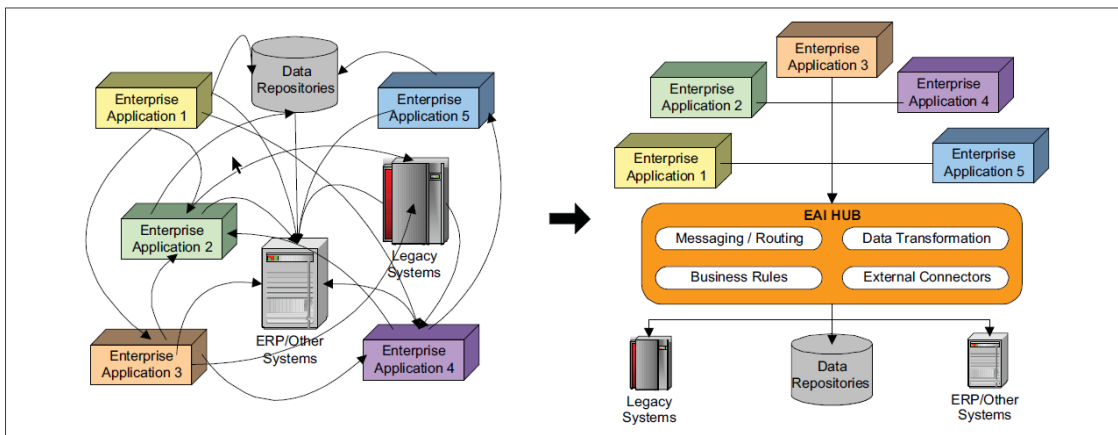 Data
Repositories
Enterprise
Application 1
Enterprise
Application 5
Enterprise
Application 2
Legacy
Systems
ERP/Other
Systems
Enterprise
Application 3
Enterprise
Application 4
Enterprise
Application 3
Enterprise
Application 2
Enterprise
Application 4
Enterprise
Application 1
Enterprise
Application 5
EAI HUB
Messaging / Routing
Data Transformation
Business Rules
External Connectors
Legacy
Systems
Data
Repositories
ERP/Other
Systems